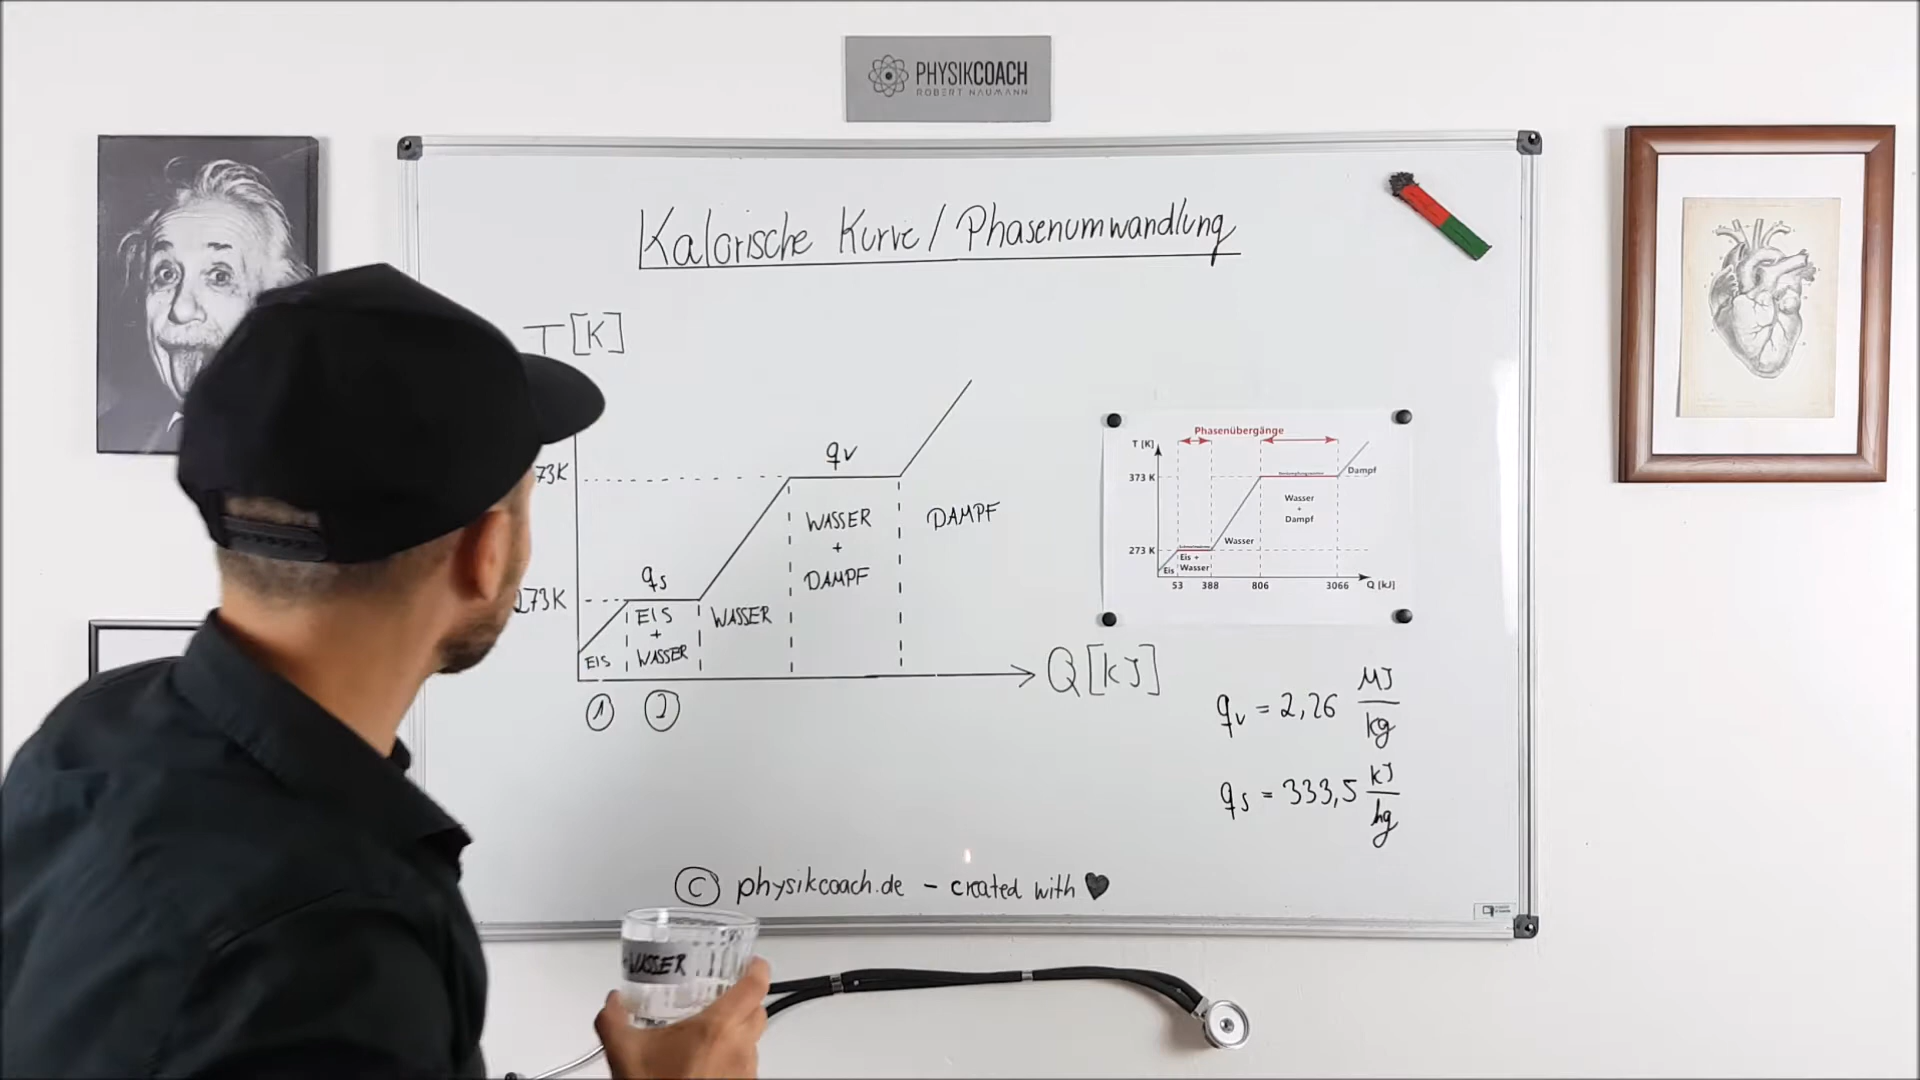 PHYSIKCOACH
ROBERT NAUMANN
Kalorische Kurve / Phasenumwandlung
T [K]
73K
qv
273K
qs
EIS
EIS
+
WASSER
WASSER
WASSER
+
DAMPF
DAMPF
Q [kJ]
1
2
Phasenübergänge
T [K]
373 K
273 K
Eis
Eis +
Wasser
Wasser
Wasser
+
Dampf
Dampf
53 388 806 3066 Q [kJ]
qv = 2,26 MJ/kg
qs = 333,5 kJ/kg
© physikcoach.de - created with ♥
WASSER